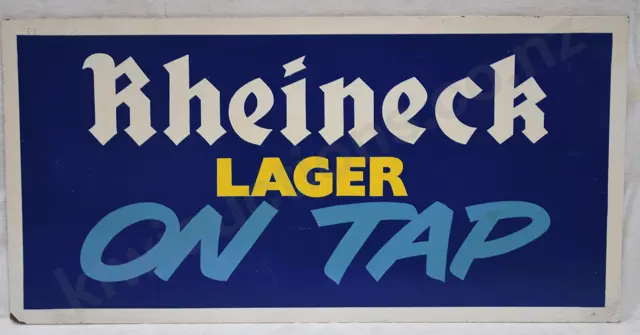 Rheineck
LAGER
ON TAP